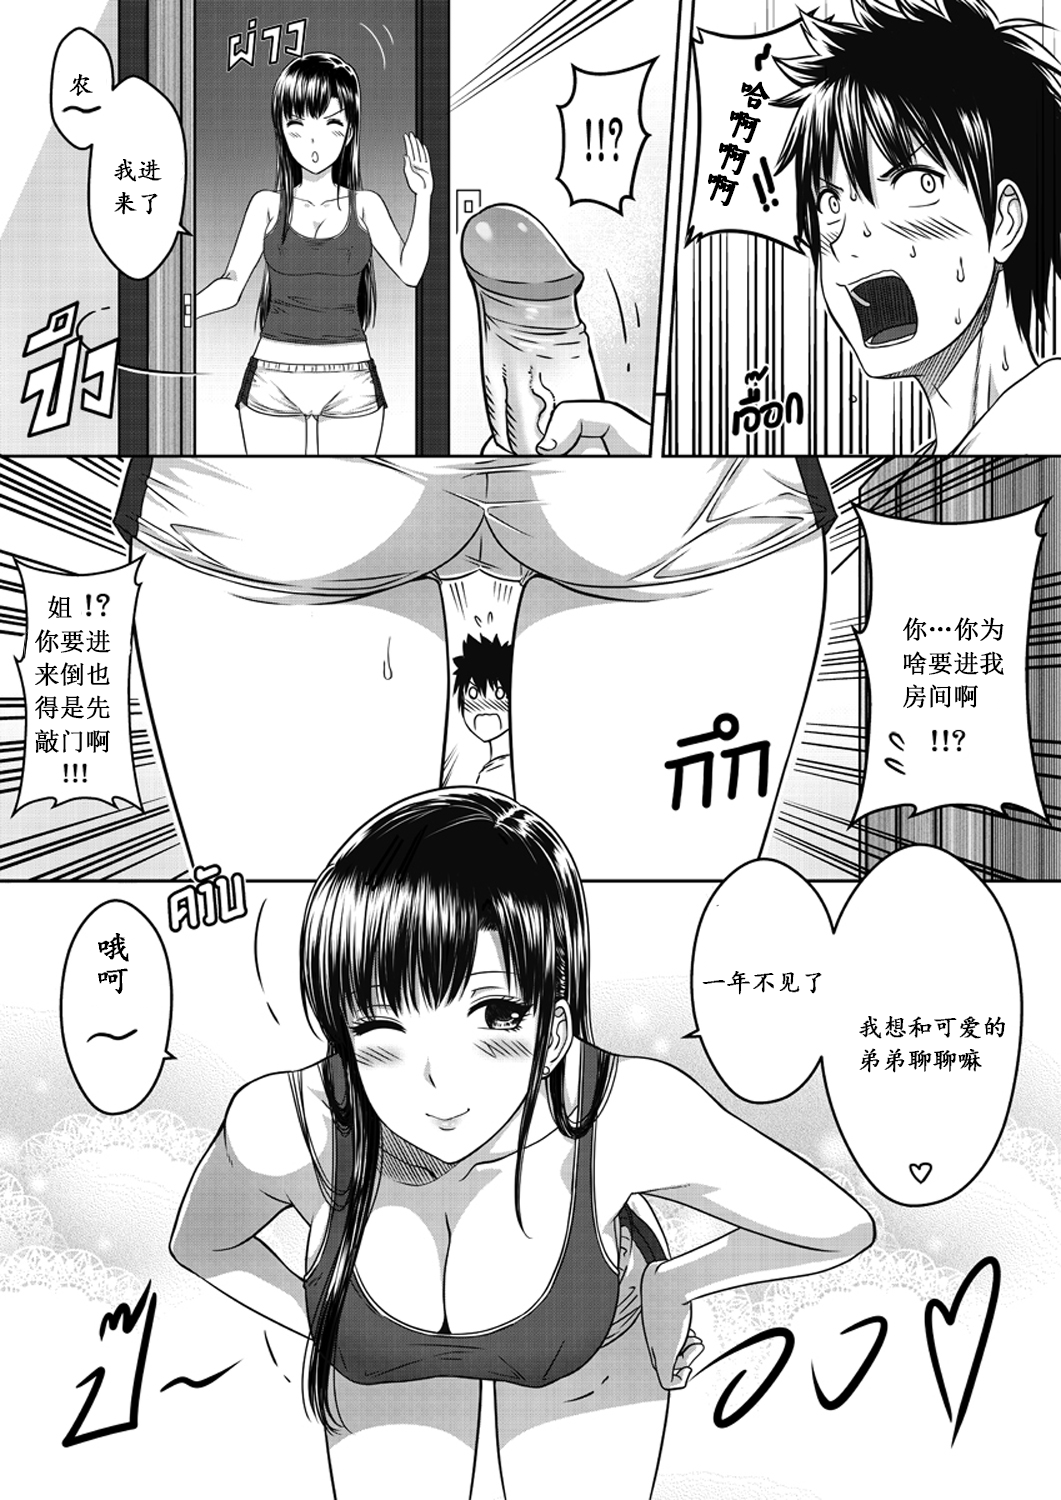 ผ่าว
农
～
我进
来了
ปึง
!!!?
～哈啊啊啊!!
เฮือก
姐!?
你要进
来倒也
得是先
敲门啊
!!!
你…你为
啥要进我
房间啊
!!!?
กึก
ควับ
哦
呵
～
一年不见了
我想和可爱的
弟弟聊聊嘛
♡